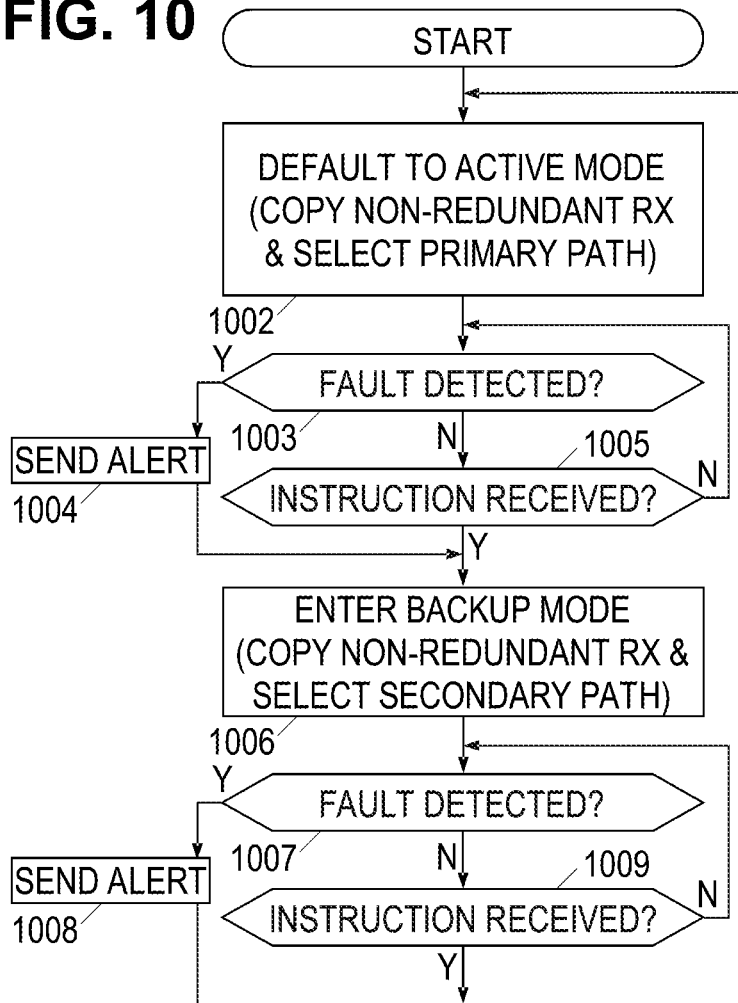 FIG. 10
START
DEFAULT TO ACTIVE MODE
(COPY NON-REDUNDANT RX
& SELECT PRIMARY PATH)
1002
Y
FAULT DETECTED?
1003
N
1005
SEND ALERT
1004
INSTRUCTION RECEIVED?
N
Y
ENTER BACKUP MODE
(COPY NON-REDUNDANT RX &
SELECT SECONDARY PATH)
1006
Y
FAULT DETECTED?
1007
N
1009
SEND ALERT
1008
INSTRUCTION RECEIVED?
N
Y